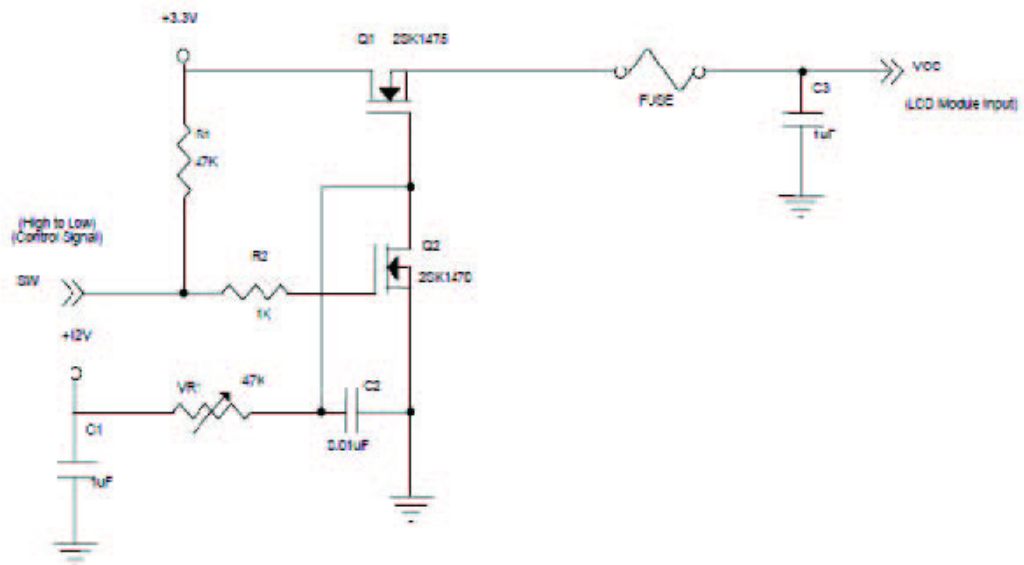 +3.3V
Q1 2SK1475
VCC
FUSE
C3
(LCD Module Input)
1uF
R1
47K
(High to Low)
(Control Signal)
SW
R2
1K
Q2
2SK1470
+12V
VR1
47K
C2
C1
0.01uF
1uF